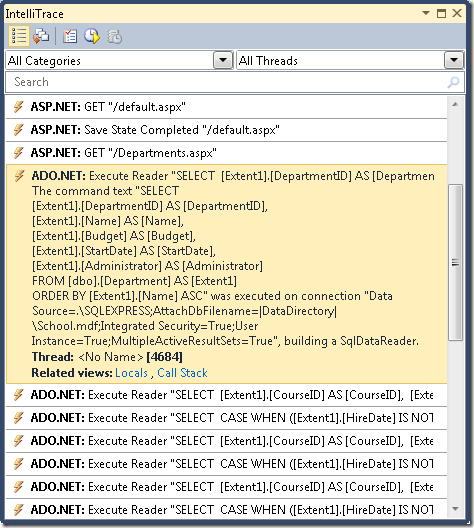 IntelliTrace
All Categories All Threads
Search
ASP.NET: GET "/default.aspx"
ASP.NET: Save State Completed "/default.aspx"
ASP.NET: GET "/Departments.aspx"
ADO.NET: Execute Reader "SELECT [Extent1].[DepartmentID] AS [Departmen
The command text "SELECT
[Extent1].[DepartmentID] AS [DepartmentID],
[Extent1].[Name] AS [Name],
[Extent1].[Budget] AS [Budget],
[Extent1].[StartDate] AS [StartDate],
[Extent1].[Administrator] AS [Administrator]
FROM [dbo].[Department] AS [Extent1]
ORDER BY [Extent1].[Name] ASC" was executed on connection "Data
Source=.\SQLEXPRESS;AttachDbFilename=|DataDirectory|
\School.mdf;Integrated Security=True;User
Instance=True;MultipleActiveResultSets=True", building a SqlDataReader.
Thread: <No Name> [4684]
Related views: Locals , Call Stack
ADO.NET: Execute Reader "SELECT [Extent1].[CourseID] AS [CourseID], [Exte
ADO.NET: Execute Reader "SELECT CASE WHEN ([Extent1].[HireDate] IS NOT
ADO.NET: Execute Reader "SELECT [Extent1].[CourseID] AS [CourseID], [Exte
ADO.NET: Execute Reader "SELECT CASE WHEN ([Extent1].[HireDate] IS NOT
ADO.NET: Execute Reader "SELECT [Extent1].[CourseID] AS [CourseID], [Exte
ADO.NET: Execute Reader "SELECT CASE WHEN ([Extent1].[HireDate] IS NOT